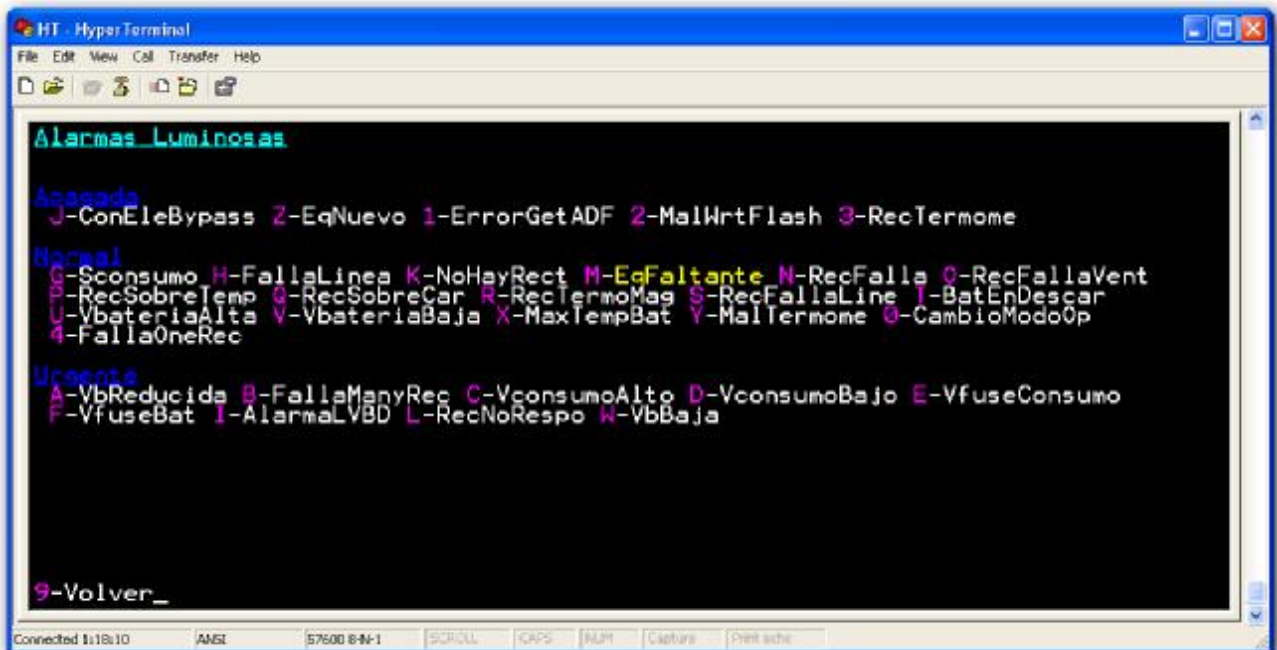 HT - HyperTerminal
File Edit View Call Transfer Help
Alarmas Luminosas
Apagada
J-ConEleBypass Z-EqNuevo 1-ErrorGetADF 2-MalWrtFlash 3-RecTermome
Normal
G-Sconsumo H-FallaLinea K-NoHayRect M-EqFaltante N-RecFalla O-RecFallaVent
P-RecSobreTemp Q-RecSobreCar R-RecTermoMag S-RecFallaLine T-BatEnDescar
U-VbateriaAlta V-VbateriaBaja X-MaxTempBat Y-MalTermome 0-CambioModoOp
4-FallaOneRec
Urgente
A-VbReducida B-FallaManyRec C-VconsumoAlto D-VconsumoBajo E-VfuseConsumo
F-VfuseBat I-AlarmaLVBD L-RecNoRespo W-VbBaja
9-Volver_
Connected 1:18:10 ANSI 57600 8-N-1 SCROLL CAPS NUM Capture Print echo